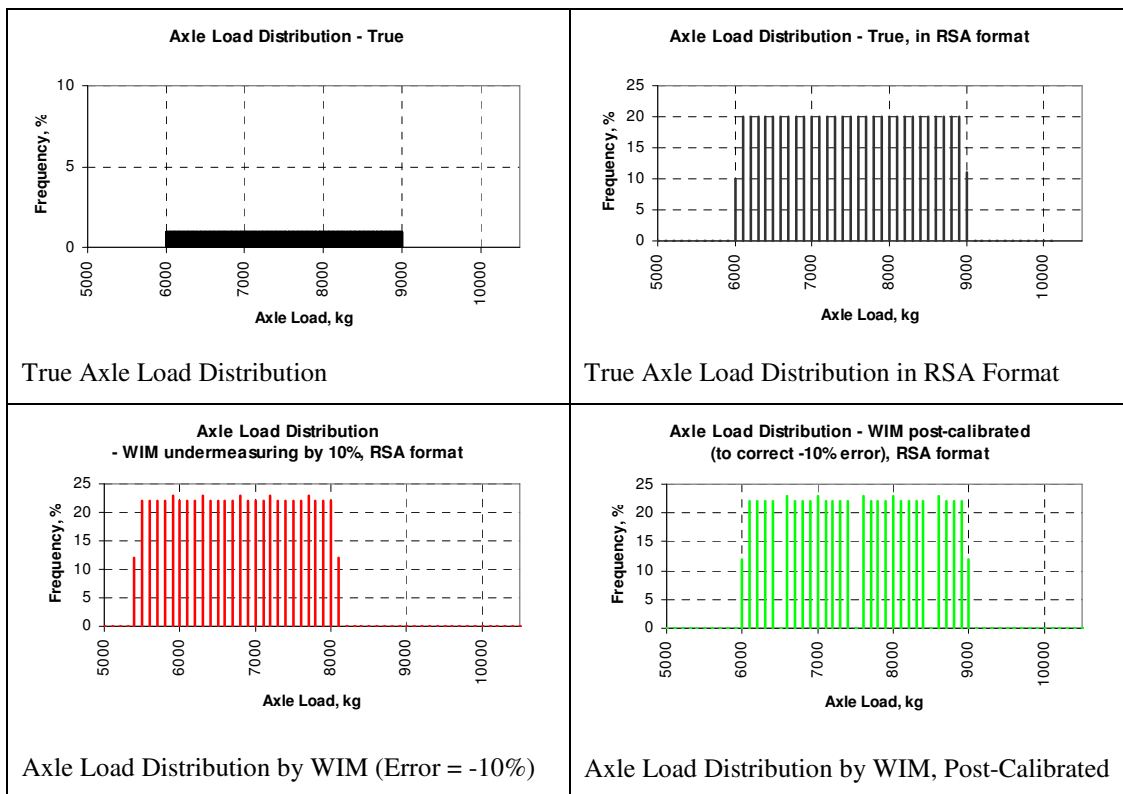 Axle Load Distribution - True
10
5
0
Frequency, %
5000
6000
7000
8000
9000
10000
Axle Load, kg
True Axle Load Distribution
Axle Load Distribution - True, in RSA format
25
20
15
10
5
0
Frequency, %
5000
6000
7000
8000
9000
10000
Axle Load, kg
True Axle Load Distribution in RSA Format
Axle Load Distribution
- WIM undermeasuring by 10%, RSA format
25
20
15
10
5
0
Frequency, %
5000
6000
7000
8000
9000
10000
Axle Load, kg
Axle Load Distribution by WIM (Error = -10%)
Axle Load Distribution - WIM post-calibrated
(to correct -10% error), RSA format
25
20
15
10
5
0
Frequency, %
5000
6000
7000
8000
9000
10000
Axle Load, kg
Axle Load Distribution by WIM, Post-Calibrated